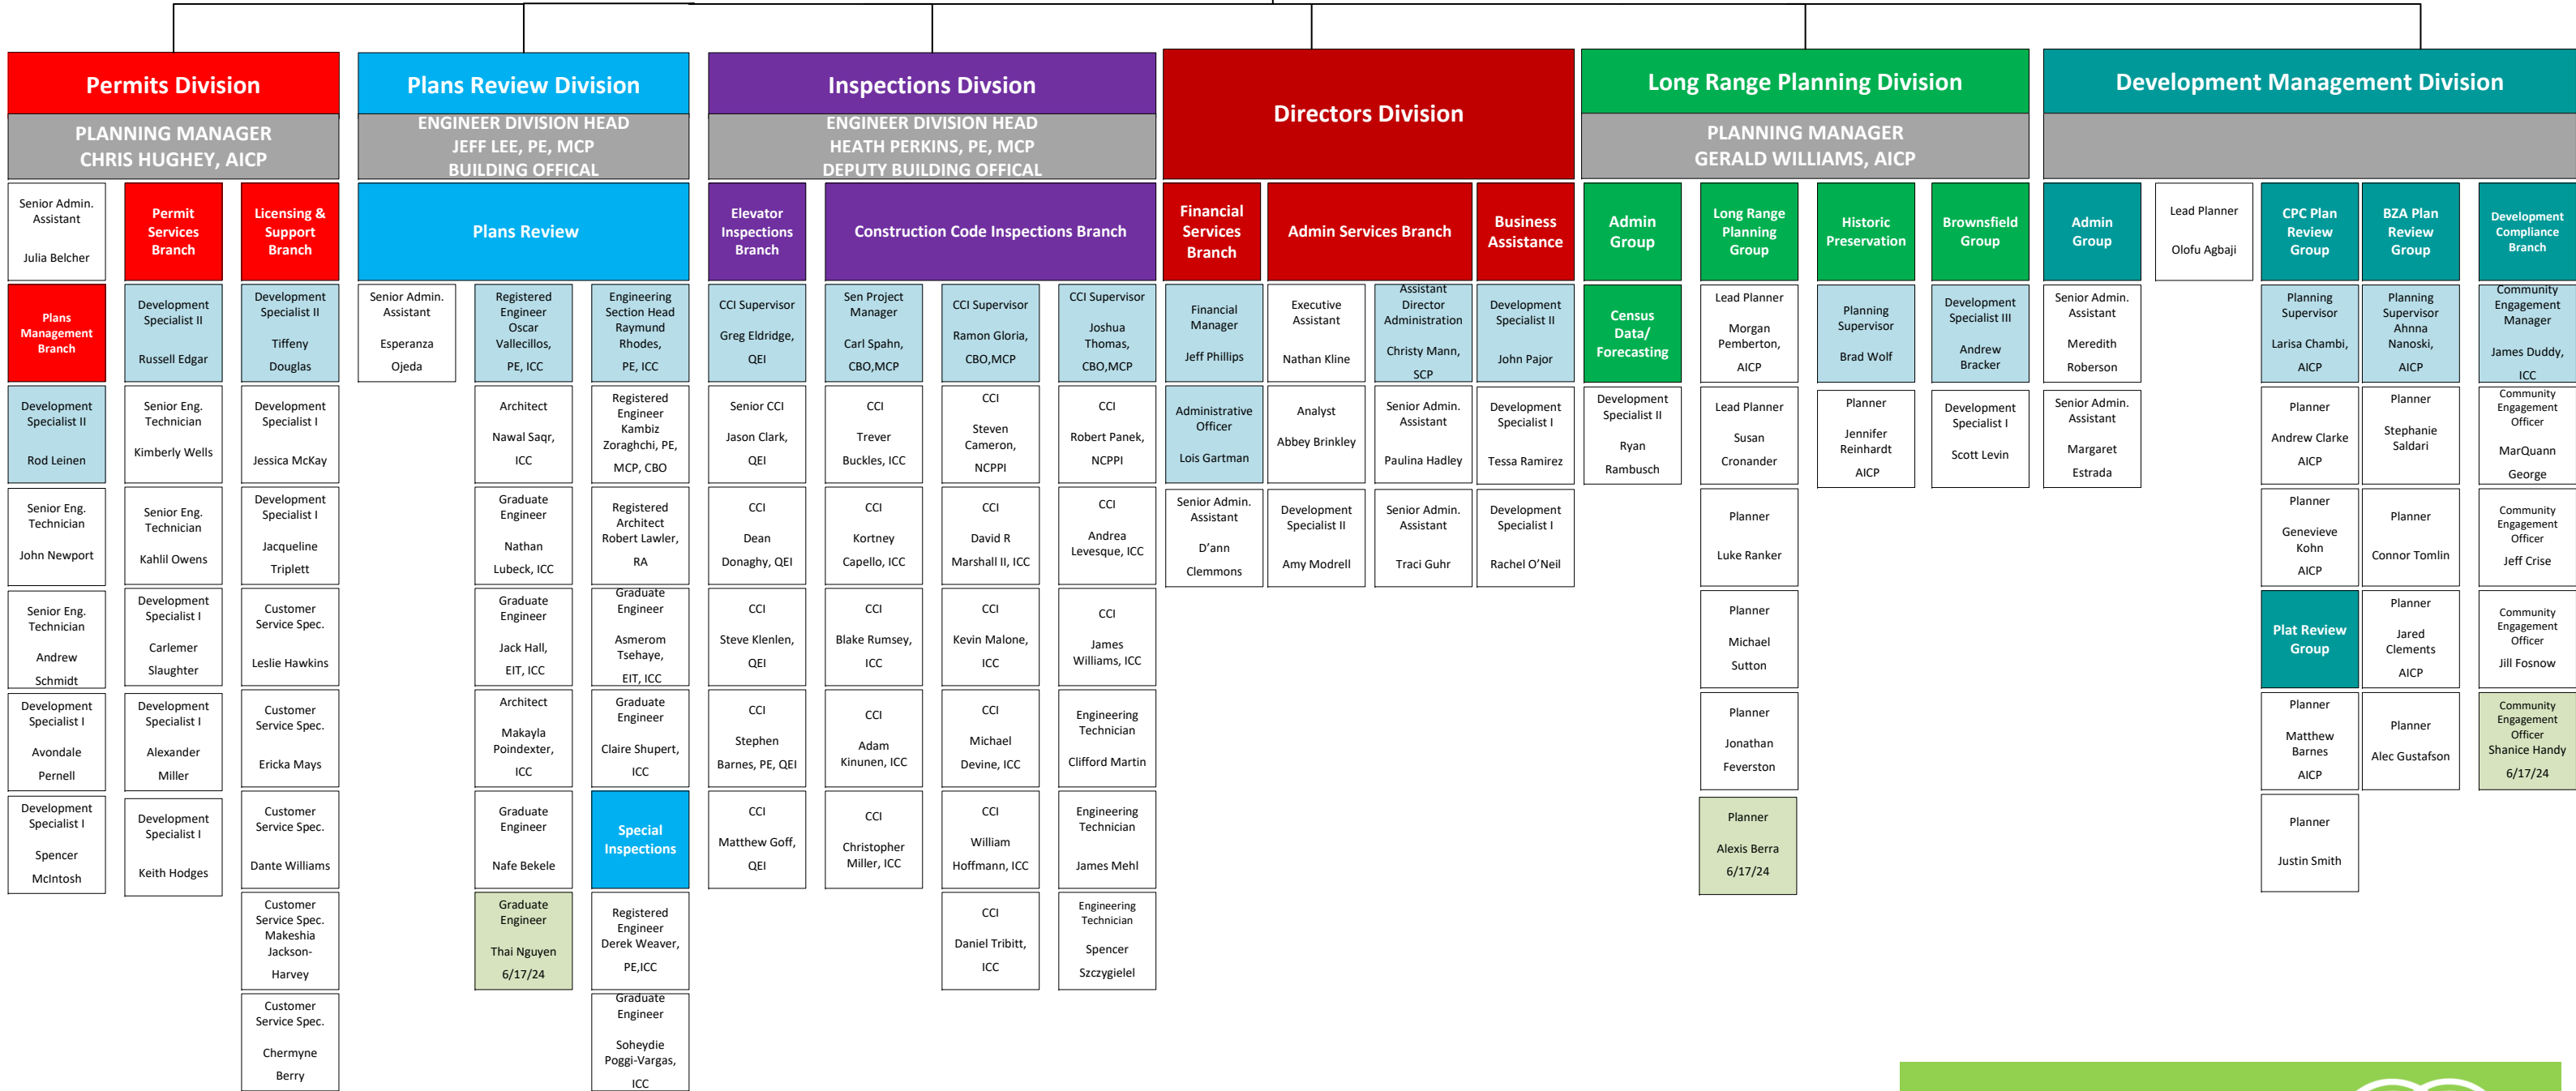 Permits Division
PLANNING MANAGER
CHRIS HUGHEY, AICP
Senior Admin.
Assistant
Julia Belcher
Plans
Management
Branch
Development
Specialist II
Rod Leinen
Senior Eng.
Technician
John Newport
Senior Eng.
Technician
Andrew
Schmidt
Development
Specialist I
Avondale
Pernell
Development
Specialist I
Spencer
McIntosh
Permit
Services
Branch
Development
Specialist II
Russell Edgar
Senior Eng.
Technician
Kimberly Wells
Senior Eng.
Technician
Kahlil Owens
Development
Specialist I
Carlemer
Slaughter
Development
Specialist I
Alexander
Miller
Development
Specialist I
Keith Hodges
Licensing &
Support
Branch
Development
Specialist II
Tiffeny
Douglas
Development
Specialist I
Jessica McKay
Development
Specialist I
Jacqueline
Triplett
Customer
Service Spec.
Leslie Hawkins
Customer
Service Spec.
Ericka Mays
Customer
Service Spec.
Dante Williams
Customer
Service Spec.
Makeshia
Jackson-
Harvey
Customer
Service Spec.
Chermyne
Berry
Plans Review Division
ENGINEER DIVISION HEAD
JEFF LEE, PE, MCP
BUILDING OFFICAL
Plans Review
Senior Admin.
Assistant
Esperanza
Ojeda
Registered
Engineer
Oscar
Vallecillos,
PE, ICC
Architect
Nawal Saqr,
ICC
Graduate
Engineer
Nathan
Lubeck, ICC
Graduate
Engineer
Jack Hall,
EIT, ICC
Architect
Makayla
Poindexter,
ICC
Graduate
Engineer
Nafe Bekele
Graduate
Engineer
Thai Nguyen
6/17/24
Engineering
Section Head
Raymund
Rhodes,
PE, ICC
Registered
Engineer
Kambiz
Zoraghchi, PE,
MCP, CBO
Registered
Architect
Robert Lawler,
RA
Graduate
Engineer
Asmerom
Tsehaye,
EIT, ICC
Graduate
Engineer
Claire Shupert,
ICC
Special
Inspections
Registered
Engineer
Derek Weaver,
PE,ICC
Graduate
Engineer
Soheydie
Poggi-Vargas,
ICC
Inspections Divsion
ENGINEER DIVISION HEAD
HEATH PERKINS, PE, MCP
DEPUTY BUILDING OFFICAL
Elevator
Inspections
Branch
CCI Supervisor
Greg Eldridge,
QEI
Senior CCI
Jason Clark,
QEI
CCI
Dean
Donaghy, QEI
CCI
Steve Klenlen,
QEI
CCI
Stephen
Barnes, PE, QEI
CCI
Matthew Goff,
QEI
Construction Code Inspections Branch
Sen Project
Manager
Carl Spahn,
CBO,MCP
CCI
Trever
Buckles, ICC
CCI
Kortney
Capello, ICC
CCI
Blake Rumsey,
ICC
CCI
Adam
Kinunen, ICC
CCI
Christopher
Miller, ICC
CCI Supervisor
Ramon Gloria,
CBO,MCP
CCI
Steven
Cameron,
NCPPI
CCI
David R
Marshall II, ICC
CCI
Kevin Malone,
ICC
CCI
Michael
Devine, ICC
CCI
William
Hoffmann, ICC
CCI
Daniel Tribitt,
ICC
CCI Supervisor
Joshua
Thomas,
CBO,MCP
CCI
Robert Panek,
NCPPI
CCI
Andrea
Levesque, ICC
CCI
James
Williams, ICC
Engineering
Technician
Clifford Martin
Engineering
Technician
James Mehl
Engineering
Technician
Spencer
Szczygielel
Directors Division
Financial
Services
Branch
Financial
Manager
Jeff Phillips
Administrative
Officer
Lois Gartman
Senior Admin.
Assistant
D’ann
Clemmons
Admin Services Branch
Executive
Assistant
Nathan Kline
Analyst
Abbey Brinkley
Development
Specialist II
Amy Modrell
Assistant
Director
Administration
Christy Mann,
SCP
Senior Admin.
Assistant
Paulina Hadley
Senior Admin.
Assistant
Traci Guhr
Business
Assistance
Development
Specialist II
John Pajor
Development
Specialist I
Tessa Ramirez
Development
Specialist I
Rachel O’Neil
Long Range Planning Division
PLANNING MANAGER
GERALD WILLIAMS, AICP
Admin
Group
Census
Data/
Forecasting
Development
Specialist II
Ryan
Rambusch
Long Range
Planning
Group
Lead Planner
Morgan
Pemberton,
AICP
Lead Planner
Susan
Cronander
Planner
Luke Ranker
Planner
Michael
Sutton
Planner
Jonathan
Feverston
Planner
Alexis Berra
6/17/24
Historic
Preservation
Planning
Supervisor
Brad Wolf
Planner
Jennifer
Reinhardt
AICP
Brownsfield
Group
Development
Specialist III
Andrew
Bracker
Development
Specialist I
Scott Levin
Development Management Division
Admin
Group
Senior Admin.
Assistant
Meredith
Roberson
Senior Admin.
Assistant
Margaret
Estrada
Lead Planner
Olofu Agbaji
CPC Plan
Review
Group
Planning
Supervisor
Larisa Chambi,
AICP
Planner
Andrew Clarke
AICP
Planner
Genevieve
Kohn
AICP
Plat Review
Group
Planner
Matthew
Barnes
AICP
Planner
Justin Smith
BZA Plan
Review
Group
Planning
Supervisor
Ahnna
Nanoski,
AICP
Planner
Stephanie
Saldari
Planner
Connor Tomlin
Planner
Jared
Clements
AICP
Planner
Alec Gustafson
Development
Compliance
Branch
Community
Engagement
Manager
James Duddy,
ICC
Community
Engagement
Officer
MarQuann
George
Community
Engagement
Officer
Jeff Crise
Community
Engagement
Officer
Jill Fosnow
Community
Engagement
Officer
Shanice Handy
6/17/24